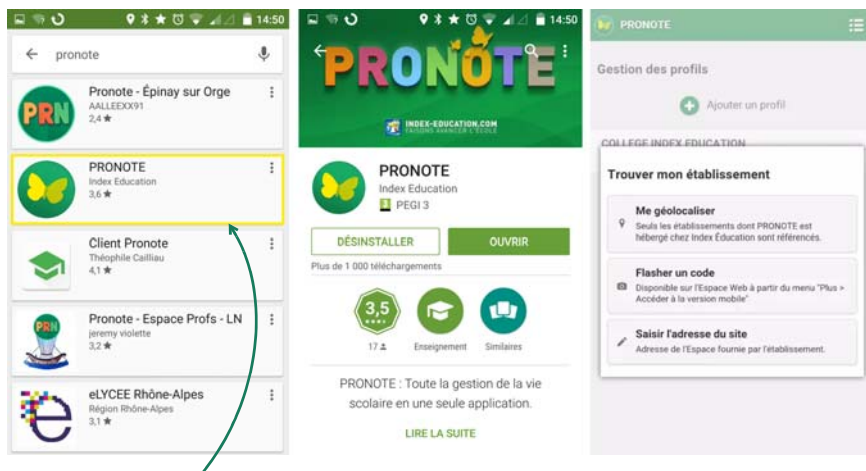 14:50
pronote
Pronote - Épinay sur Orge
AALLEEXX91
2,4 ★
PRN
PRONOTE
Index Education
3,6 ★
Client Pronote
Théophile Cailliau
4,1 ★
Pronote - Espace Profs - LN
jeremy violette
3,2 ★
PRN
eLYCEE Rhône-Alpes
Région Rhône-Alpes
3,1 ★
14:50
PRONOTE
INDEX-EDUCATION.COM
FAISONS AVANCER L'ÉCOLE
PRONOTE
Index Education
3 PEGI 3
DÉSINSTALLER
OUVRIR
Plus de 1 000 téléchargements
3,5
17
Enseignement
Similaires
PRONOTE : Toute la gestion de la vie
scolaire en une seule application.
LIRE LA SUITE
PRONOTE
Gestion des profils
Ajouter un profil
COLLEGE INDEX EDUCATION
Trouver mon établissement
Me géolocaliser
Seuls les établissements dont PRONOTE est
hébergé chez Index Éducation sont référencés.
Flasher un code
Disponible sur l'Espace Web à partir du menu "Plus >
Accéder à la version mobile"
Saisir l'adresse du site
Adresse de l'Espace fournie par l'établissement.